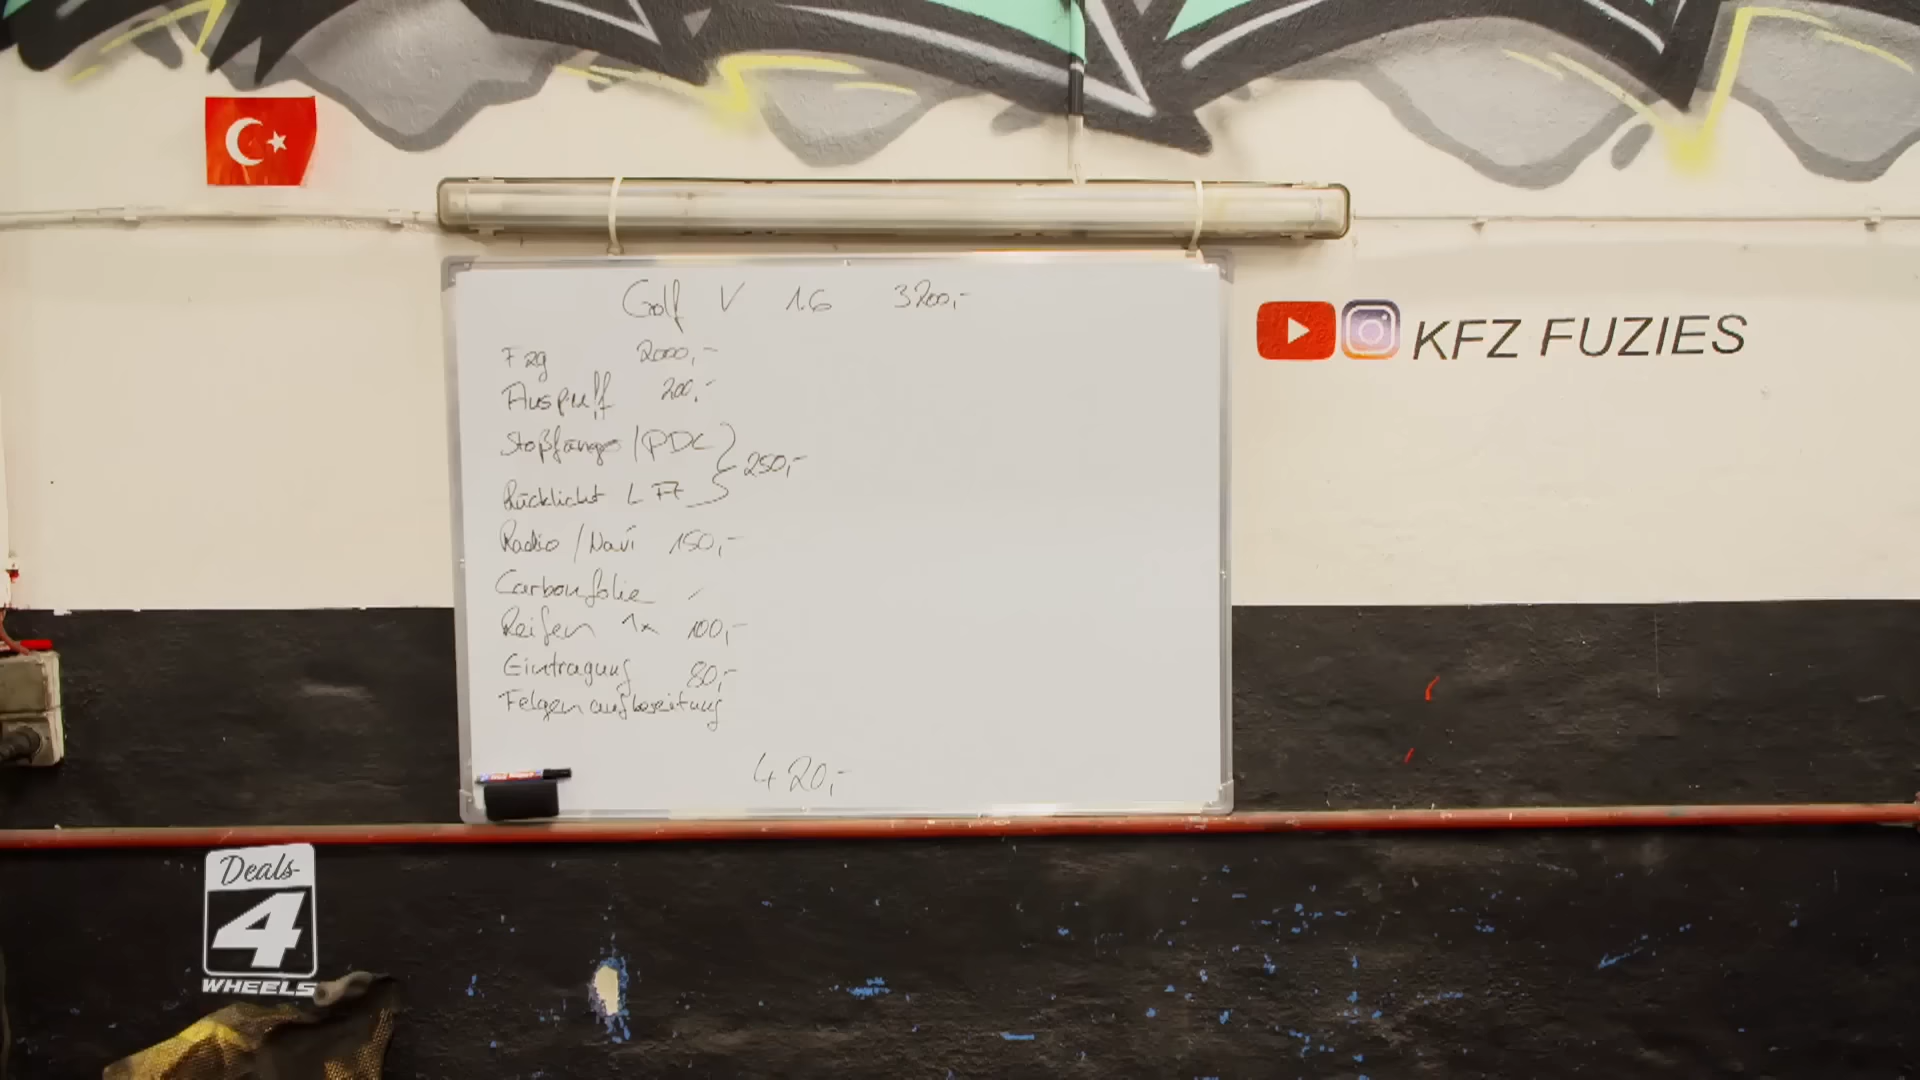 Golf V 1.6 3200,-
Fzg 2000,-
Auspuff 200,-
Stoßfänger /PDC
250,-
Rücklicht L
Radio / Navi 150,-
Carbonfolie
Reifen 1x 100,-
Eintragung 80,-
Felgenaufbereitung
420,-
KFZ FUZIES
Deals-
4
WHEELS